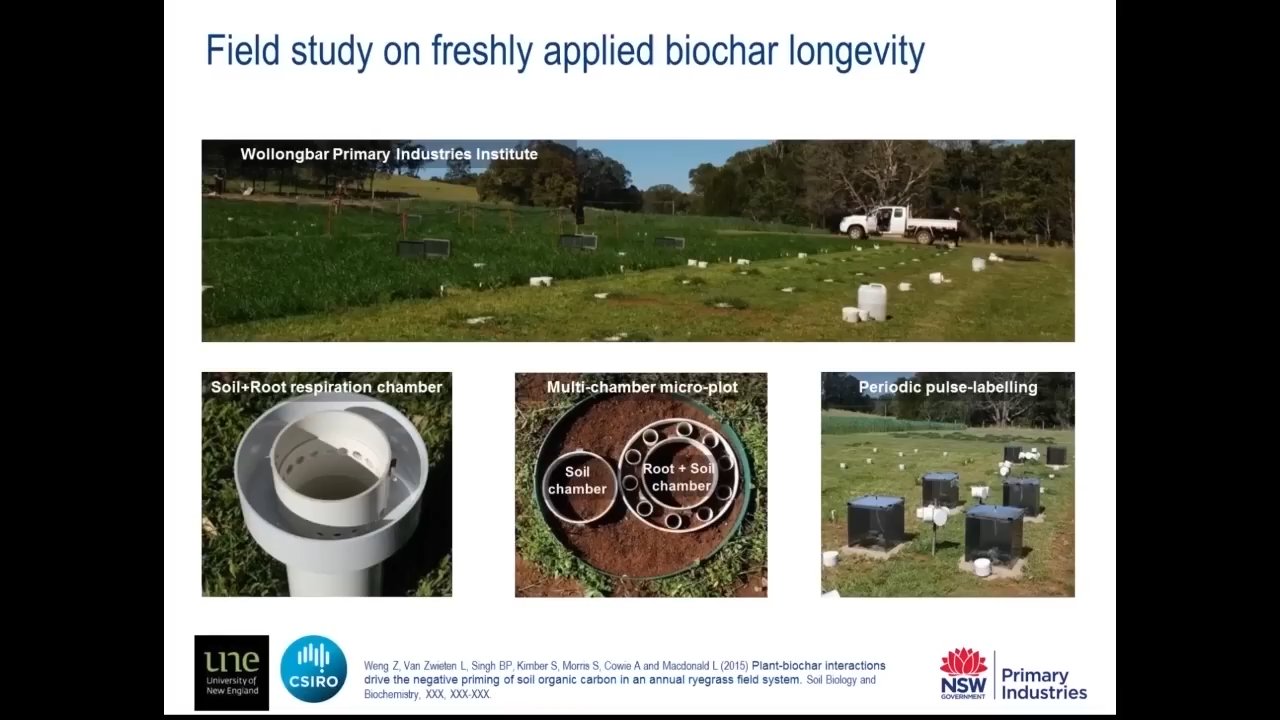 Field study on freshly applied biochar longevity
Wollongbar Primary Industries Institute
Soil+Root respiration chamber
Multi-chamber micro-plot
Periodic pulse-labelling
Soil
chamber
Root + Soil
chamber
une
University of
New England
CSIRO
Weng Z, Van Zwieten L, Singh BP, Kimber S, Morris S, Cowie A and Macdonald L (2015) Plant-biochar interactions
drive the negative priming of soil organic carbon in an annual ryegrass field system. Soil Biology and
Biochemistry, XXX, XXX-XXX.
NSW
GOVERNMENT
Primary
Industries